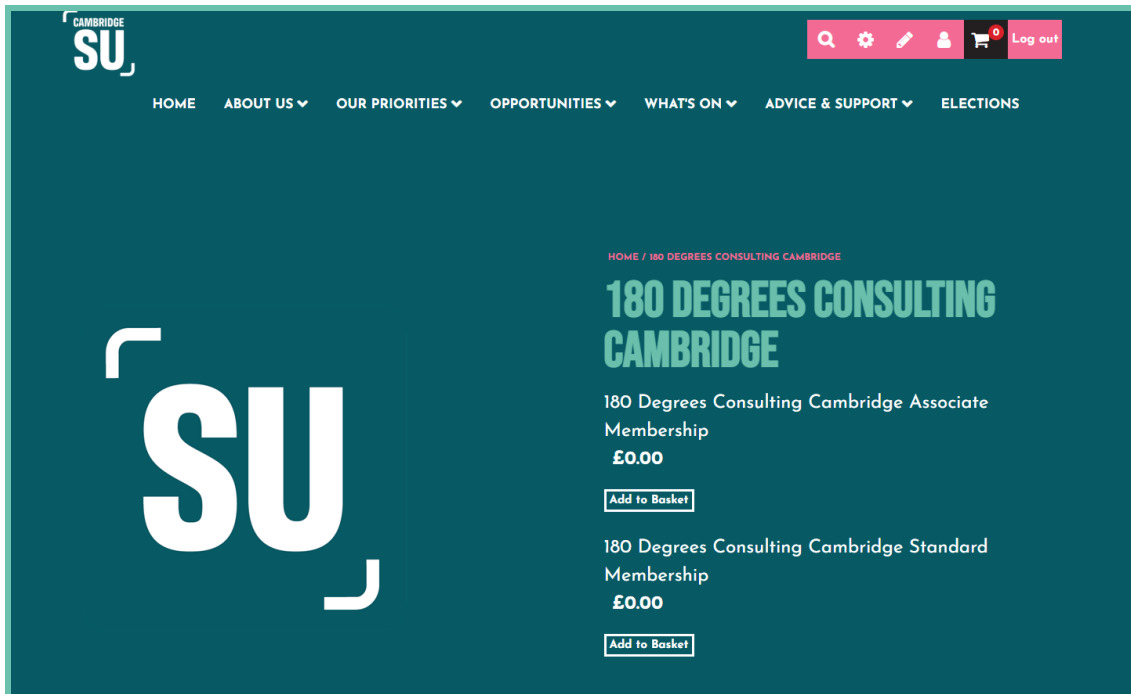 CAMBRIDGE
SU
0
Log out
HOME ABOUT US OUR PRIORITIES OPPORTUNITIES WHAT'S ON ADVICE & SUPPORT ELECTIONS
HOME / 180 DEGREES CONSULTING CAMBRIDGE
180 DEGREES CONSULTING
CAMBRIDGE
SU
180 Degrees Consulting Cambridge Associate
Membership
£0.00
Add to Basket
180 Degrees Consulting Cambridge Standard
Membership
£0.00
Add to Basket